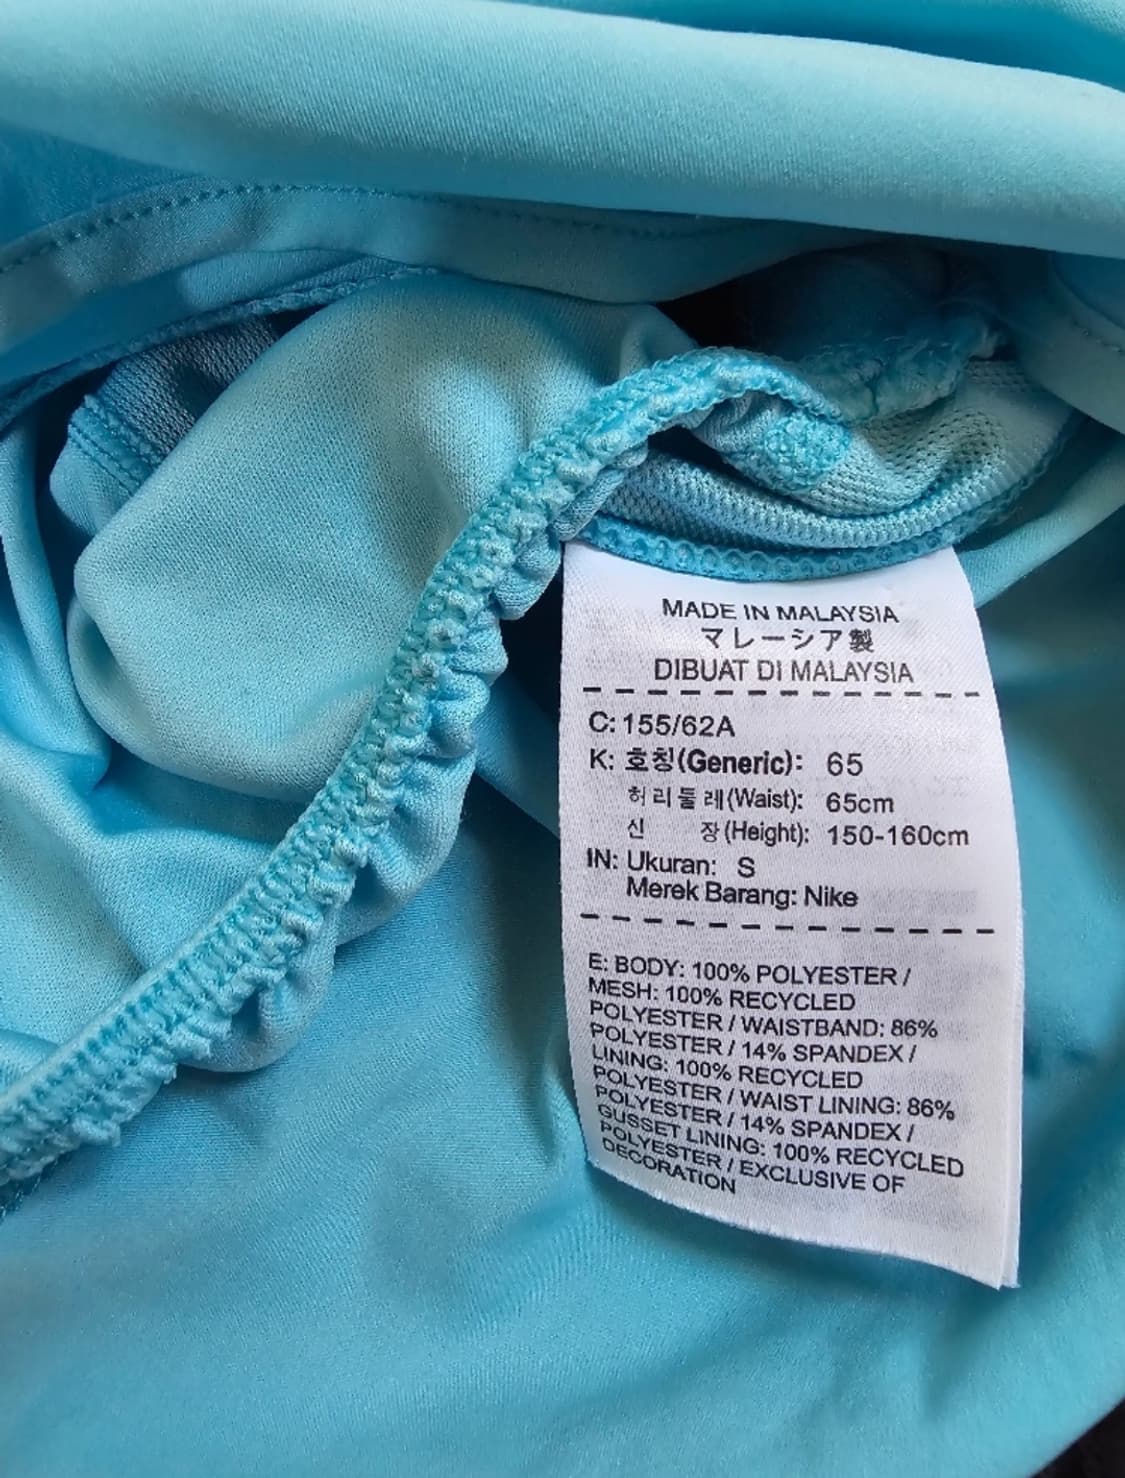 MADE IN MALAYSIA
マレーシア製
DIBUAT DI MALAYSIA
C: 155/62A
K: 호칭(Generic): 65
허리둘레(Waist): 65cm
신 장(Height): 150-160cm
IN: Ukuran: S
Merek Barang: Nike
E: BODY: 100% POLYESTER /
MESH: 100% RECYCLED
POLYESTER / WAISTBAND: 86%
POLYESTER / 14% SPANDEX /
LINING: 100% RECYCLED
POLYESTER / WAIST LINING: 86%
POLYESTER / 14% SPANDEX /
GUSSET LINING: 100% RECYCLED
POLYESTER / EXCLUSIVE OF
DECORATION